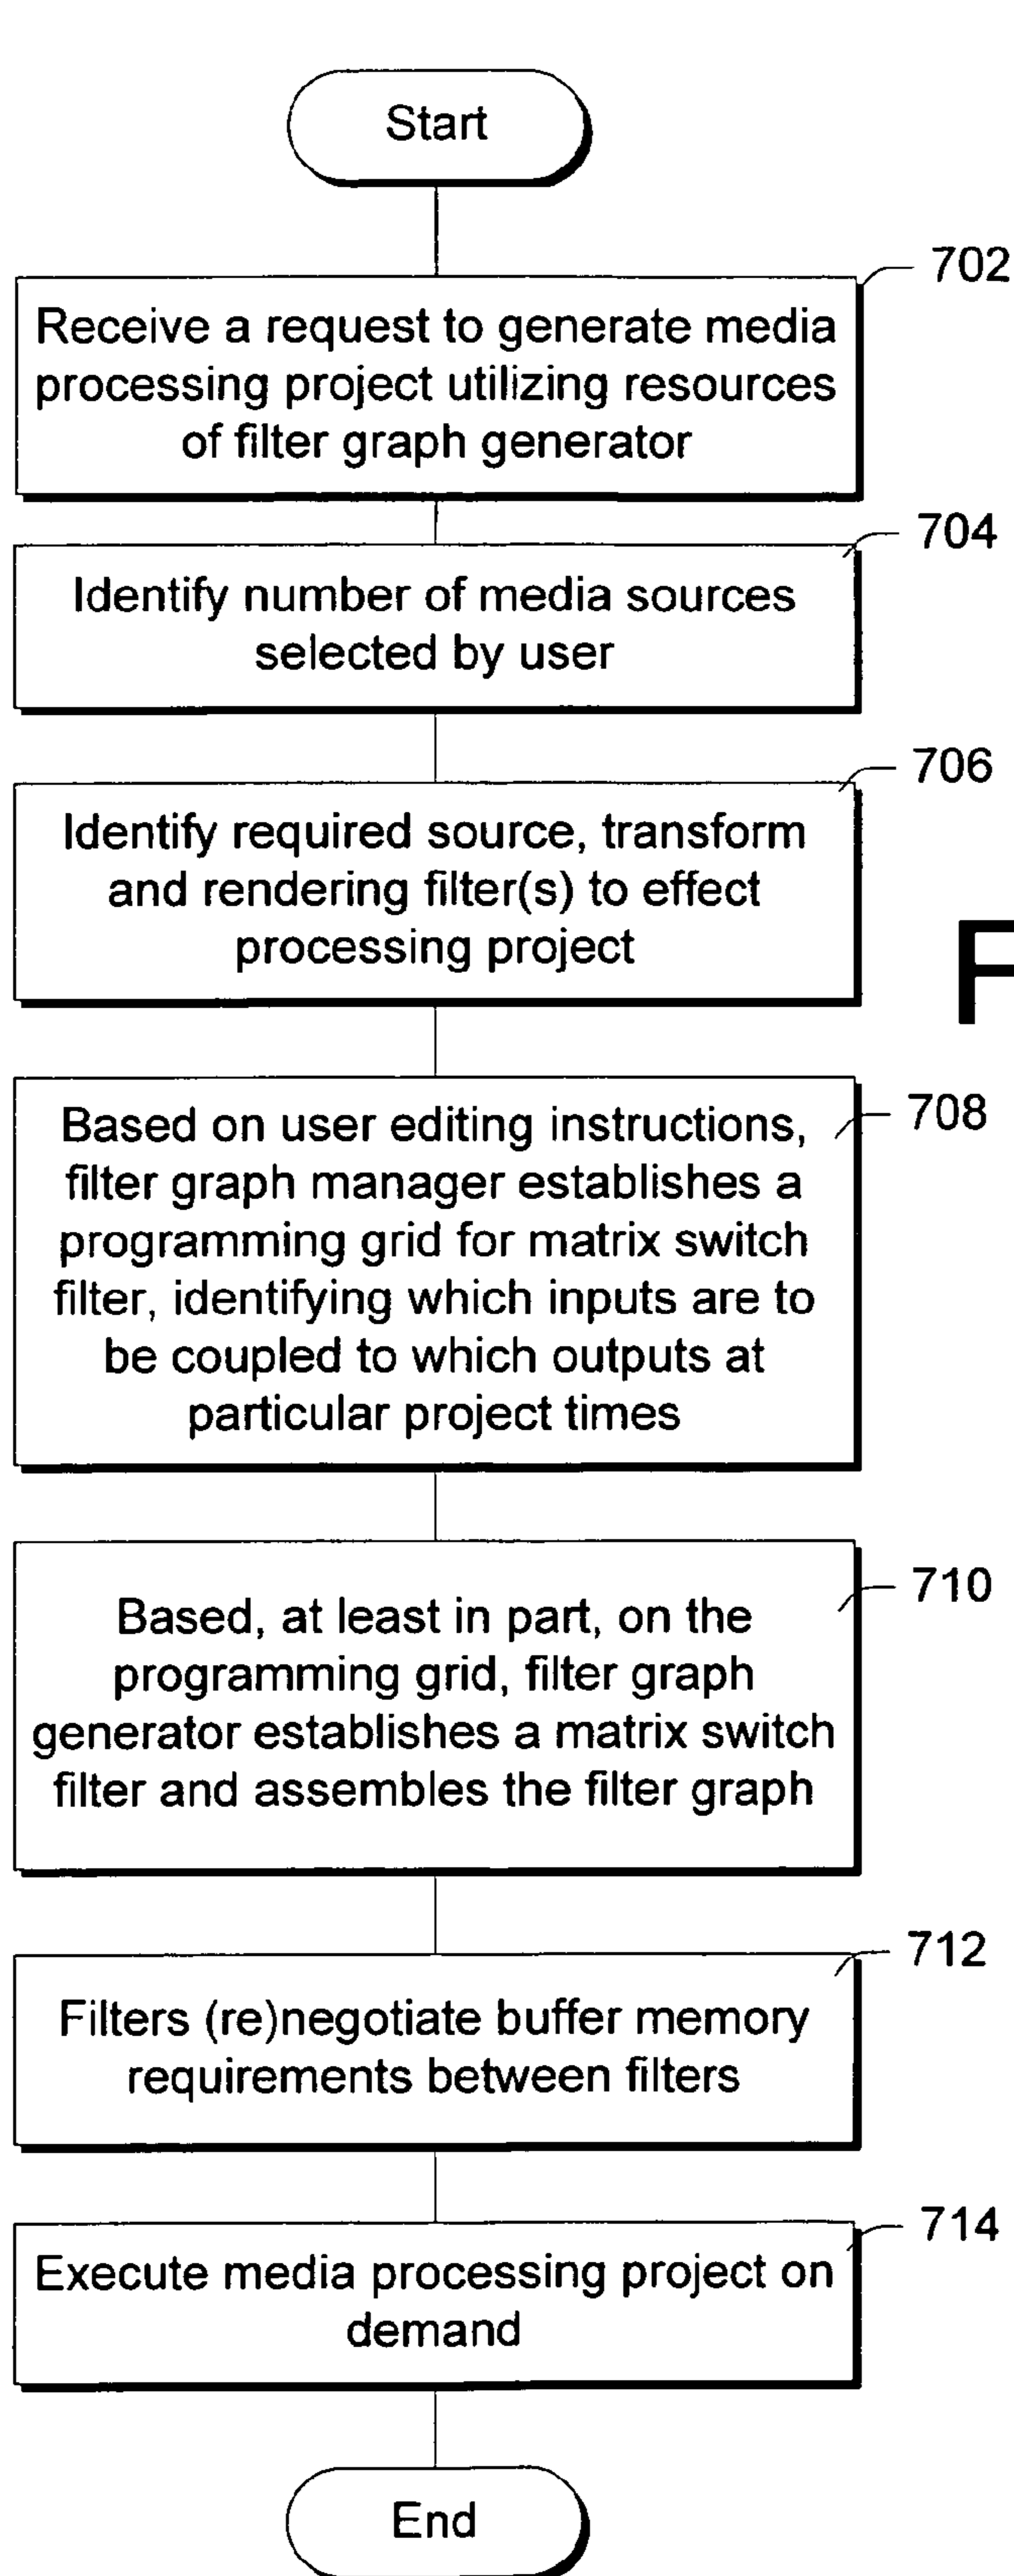 Start
702
Receive a request to generate media
processing project utilizing resources
of filter graph generator
704
Identify number of media sources
selected by user
706
Identify required source, transform
and rendering filter(s) to effect
processing project
F
708
Based on user editing instructions,
filter graph manager establishes a
programming grid for matrix switch
filter, identifying which inputs are to
be coupled to which outputs at
particular project times
710
Based, at least in part, on the
programming grid, filter graph
generator establishes a matrix switch
filter and assembles the filter graph
712
Filters (re)negotiate buffer memory
requirements between filters
714
Execute media processing project on
demand
End